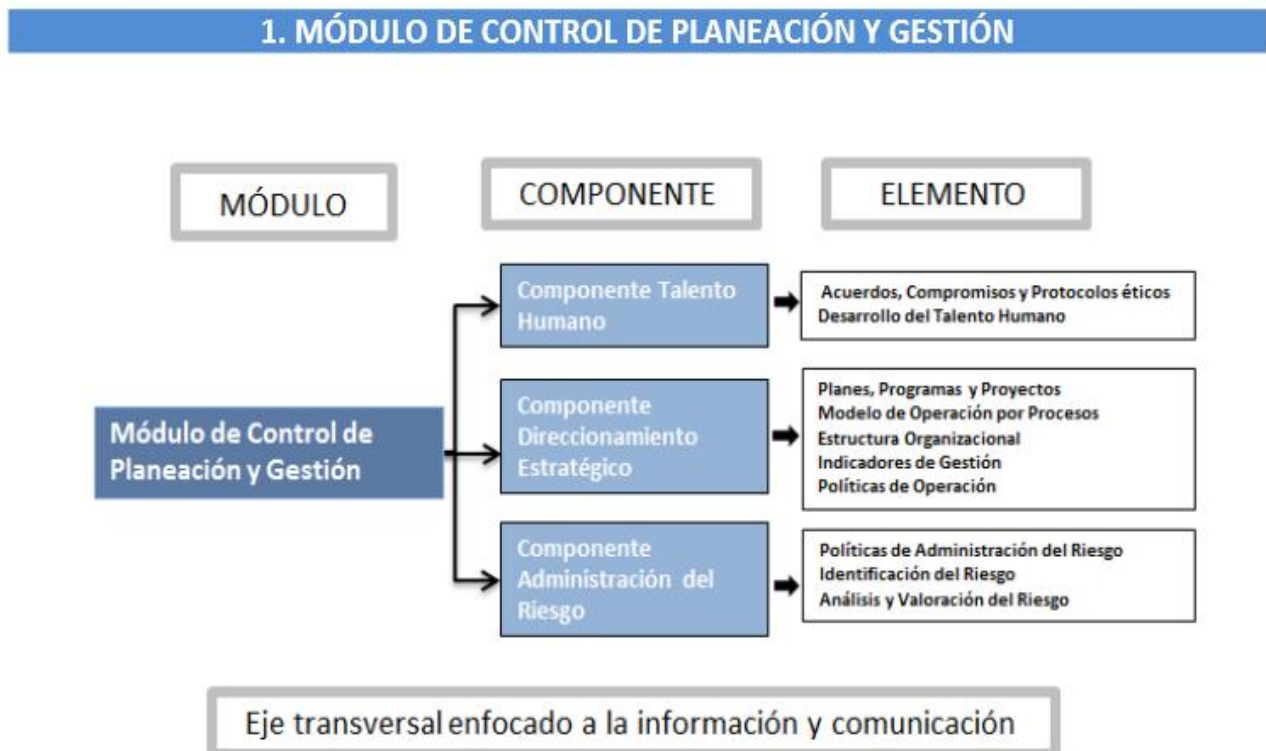 1. MÓDULO DE CONTROL DE PLANEACIÓN Y GESTIÓN
MÓDULO
COMPONENTE
ELEMENTO
Módulo de Control de
Planeación y Gestión
Componente Talento
Humano
Acuerdos, Compromisos y Protocolos éticos
Desarrollo del Talento Humano
Componente
Direccionamiento
Estratégico
Planes, Programas y Proyectos
Modelo de Operación por Procesos
Estructura Organizacional
Indicadores de Gestión
Políticas de Operación
Componente
Administración del
Riesgo
Políticas de Administración del Riesgo
Identificación del Riesgo
Análisis y Valoración del Riesgo
Eje transversal enfocado a la información y comunicación